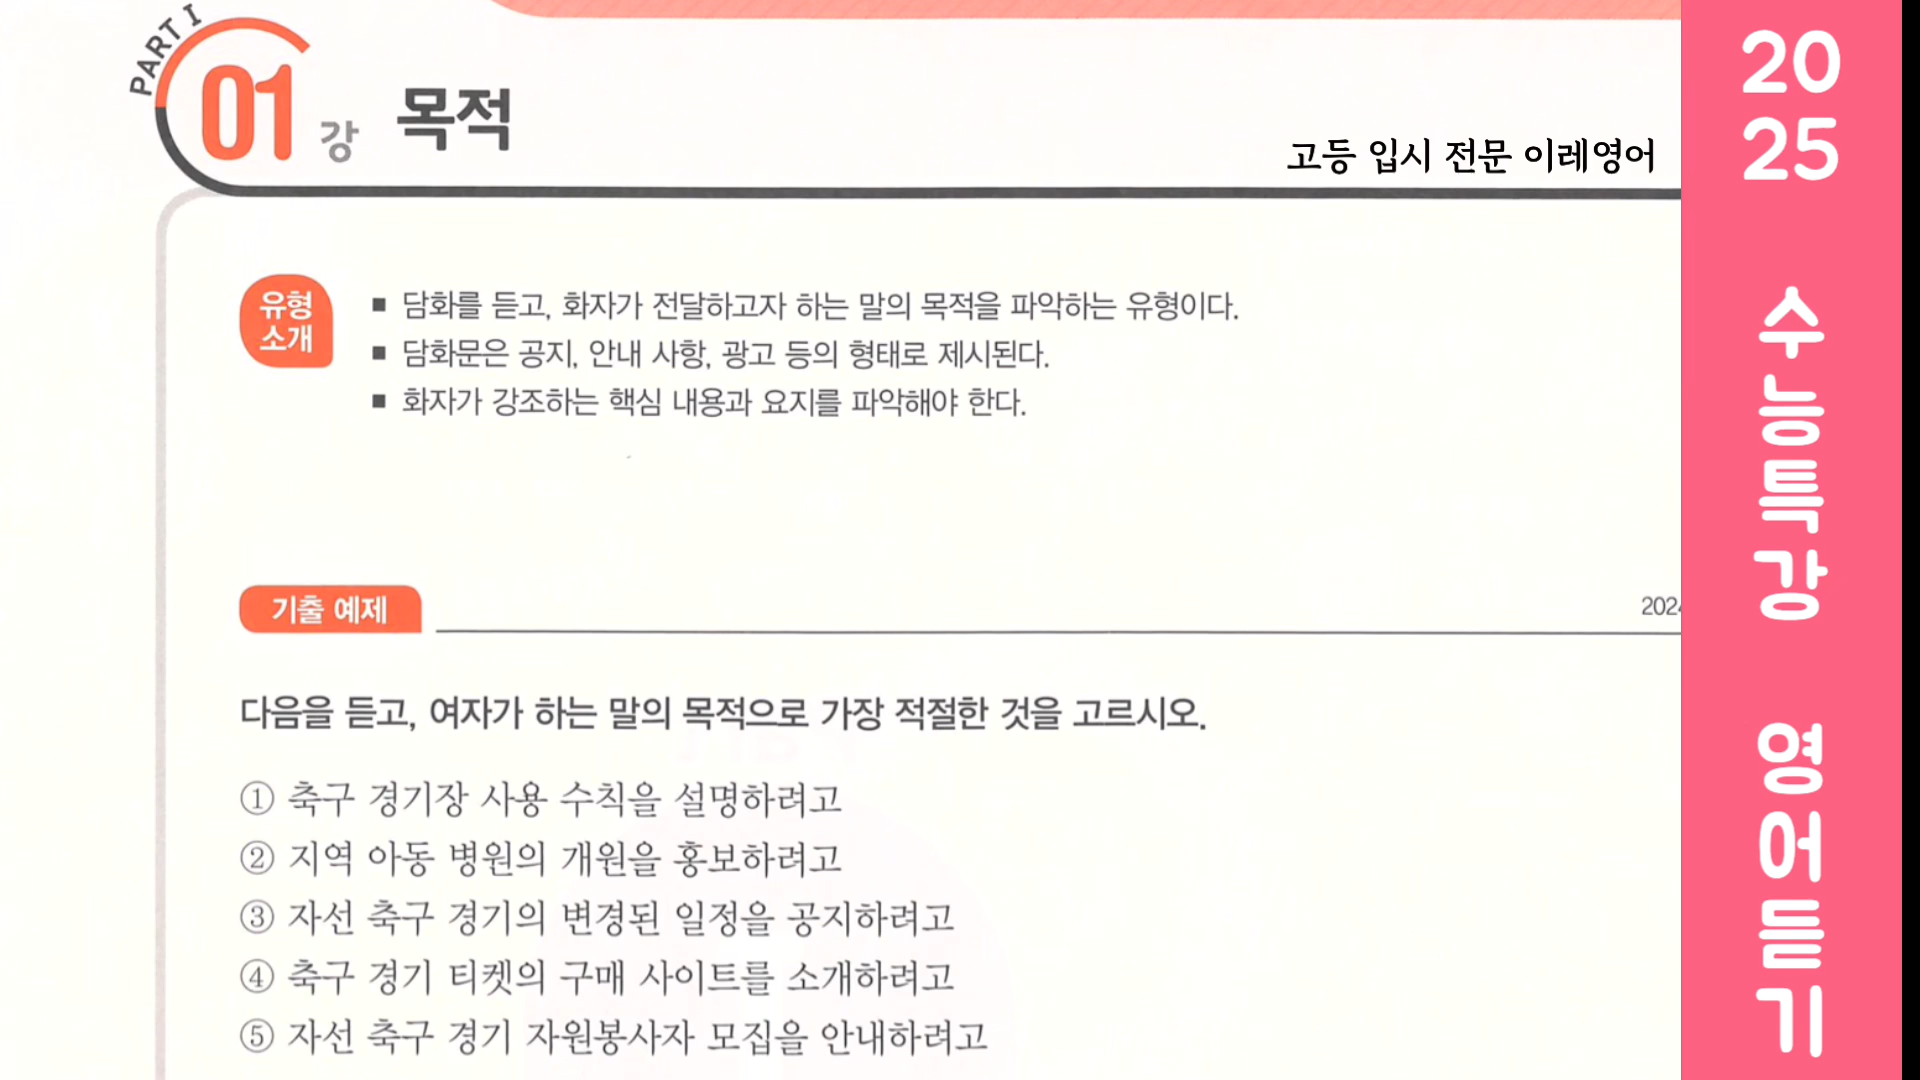 PART I
01강 목적
고등 입시 전문 이레영어
유형
소개
■ 담화를 듣고, 화자가 전달하고자 하는 말의 목적을 파악하는 유형이다.
■ 담화문은 공지, 안내 사항, 광고 등의 형태로 제시된다.
■ 화자가 강조하는 핵심 내용과 요지를 파악해야 한다.
기출 예제
2024
다음을 듣고, 여자가 하는 말의 목적으로 가장 적절한 것을 고르시오.
① 축구 경기장 사용 수칙을 설명하려고
② 지역 아동 병원의 개원을 홍보하려고
③ 자선 축구 경기의 변경된 일정을 공지하려고
④ 축구 경기 티켓의 구매 사이트를 소개하려고
⑤ 자선 축구 경기 자원봉사자 모집을 안내하려고
20
25
수능특강
영어듣기